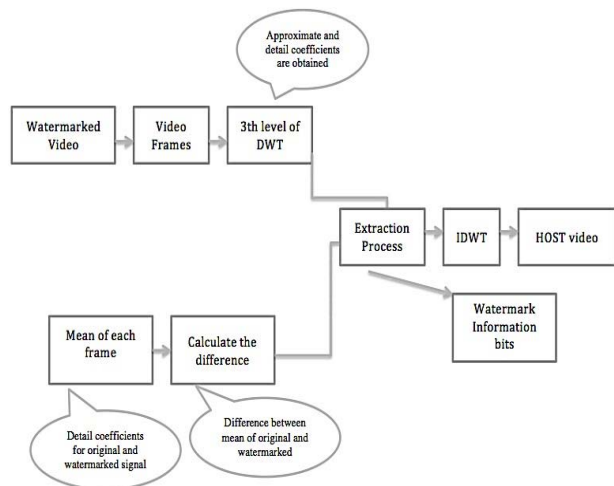 Approximate and
detail coefficients
are obtained
Watermarked
Video
Video
Frames
3th level of
DWT
Extraction
Process
IDWT
HOST video
Watermark
Information
bits
Mean of each
frame
Calculate the
difference
Detail coefficients
for original and
watermarked signal
Difference between
mean of original and
watermarked